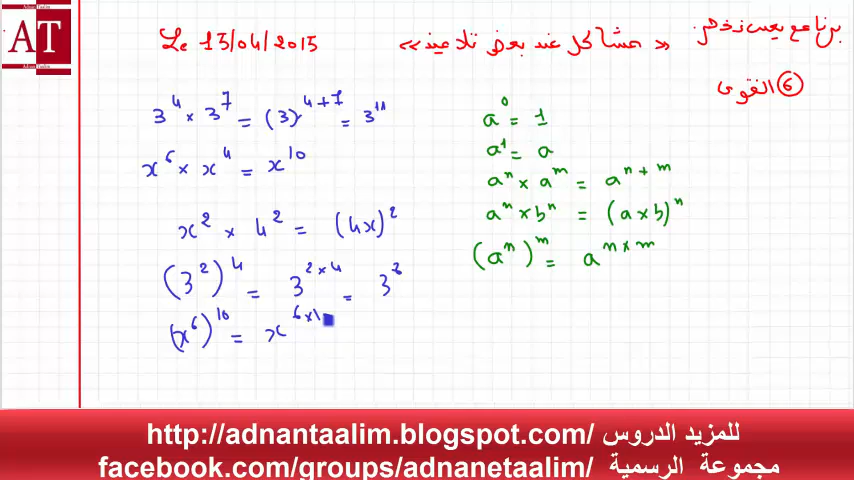 AT
Adnan Taalim
Le 13/04/2015
« مشاكل عند بعض تلاميذ »
⑥ القوى
3^4 × 3^7 = (3)^{4+7} = 3^{11}
x^6 × x^4 = x^{10}
x^2 × 4^2 = (4x)^2
(3^2)^4 = 3^{2×4} = 3^8
(x^6)^{10} = x^{6×1
a^0 = 1
a^1 = a
a^n × a^m = a^{n+m}
a^n × b^n = (a×b)^n
(a^n)^m = a^{n×m}
للمزيد الدروس http://adnantaalim.blogspot.com/
مجموعة الرسمية facebook.com/groups/adnanetaalim/